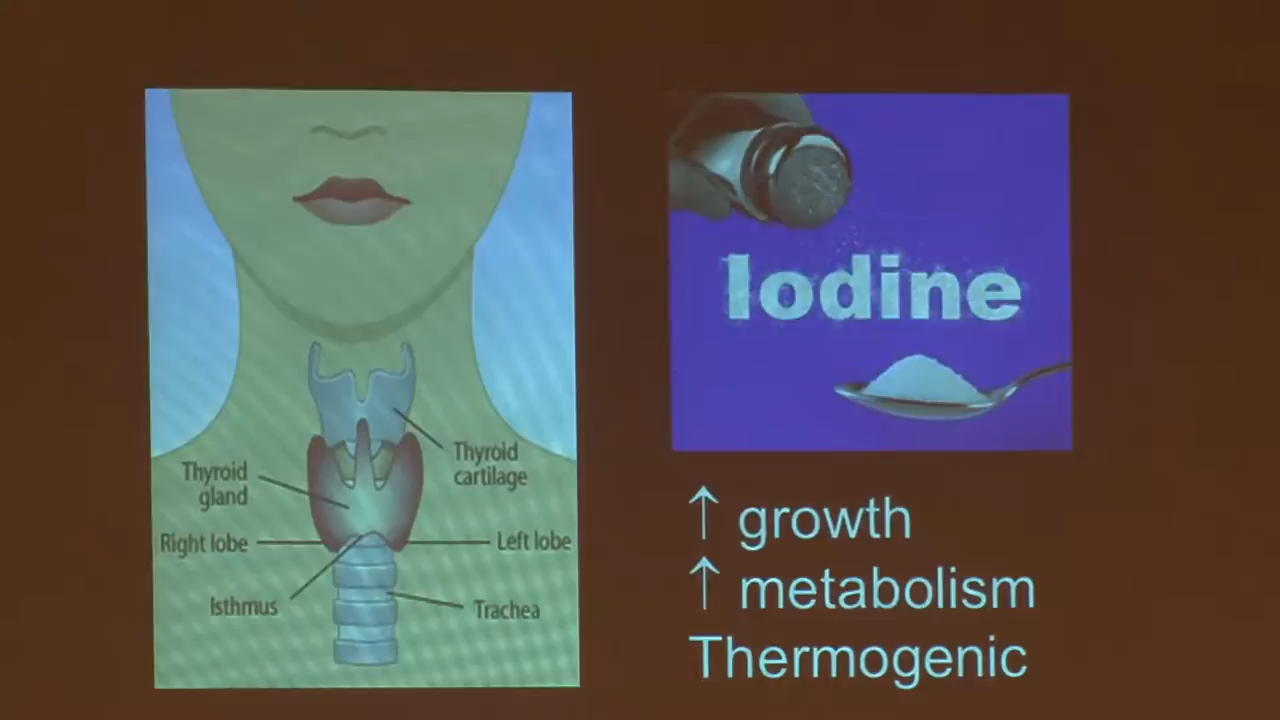 Thyroid
cartilage
Thyroid
gland
Right lobe
Left lobe
Isthmus
Trachea
Iodine
↑ growth
↑ metabolism
Thermogenic